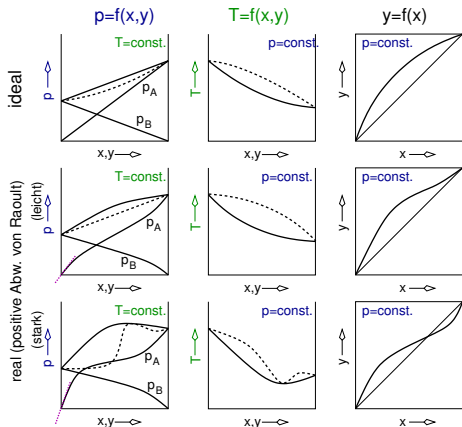 p=f(x,y) T=f(x,y) y=f(x)
ideal
p
T=const.
p_A
p_B
x,y
T
p=const.
x,y
y
p=const.
x
real (positive Abw. von Raoult)
(leicht)
p
T=const.
p_A
p_B
x,y
T
p=const.
x,y
y
p=const.
x
(stark)
p
T=const.
p_A
p_B
x,y
T
p=const.
x,y
y
p=const.
x